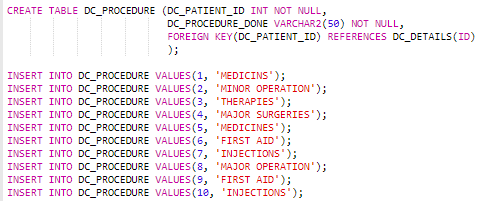 CREATE TABLE DC_PROCEDURE (DC_PATIENT_ID INT NOT NULL,
DC_PROCEDURE_DONE VARCHAR2(50) NOT NULL,
FOREIGN KEY(DC_PATIENT_ID) REFERENCES DC_DETAILS(ID)
);
INSERT INTO DC_PROCEDURE VALUES(1, 'MEDICINS');
INSERT INTO DC_PROCEDURE VALUES(2, 'MINOR OPERATION');
INSERT INTO DC_PROCEDURE VALUES(3, 'THERAPIES');
INSERT INTO DC_PROCEDURE VALUES(4, 'MAJOR SURGERIES');
INSERT INTO DC_PROCEDURE VALUES(5, 'MEDICINES');
INSERT INTO DC_PROCEDURE VALUES(6, 'FIRST AID');
INSERT INTO DC_PROCEDURE VALUES(7, 'INJECTIONS');
INSERT INTO DC_PROCEDURE VALUES(8, 'MAJOR OPERATION');
INSERT INTO DC_PROCEDURE VALUES(9, 'FIRST AID');
INSERT INTO DC_PROCEDURE VALUES(10, 'INJECTIONS');